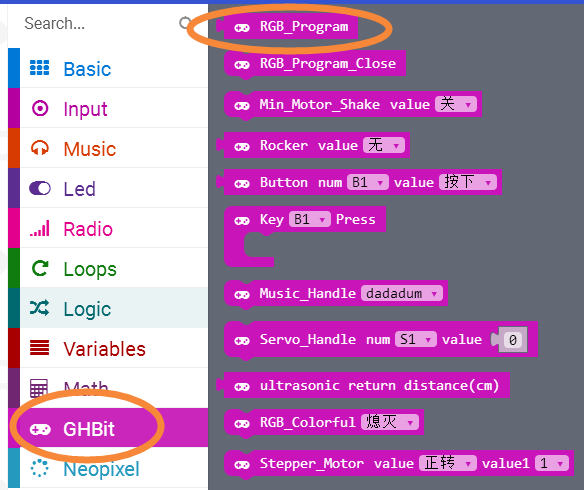 Search...
Basic
Input
Music
Led
Radio
Loops
Logic
Variables
Math
GHBit
Neopixel
RGB_Program
RGB_Program_Close
Min_Motor_Shake value 关
Rocker value 无
Button num B1 value 按下
Key B1 Press
Music_Handle dadadum
Servo_Handle num S1 value 0
ultrasonic return distance(cm)
RGB_Colorful 熄灭
Stepper_Motor value 正转 value1 1